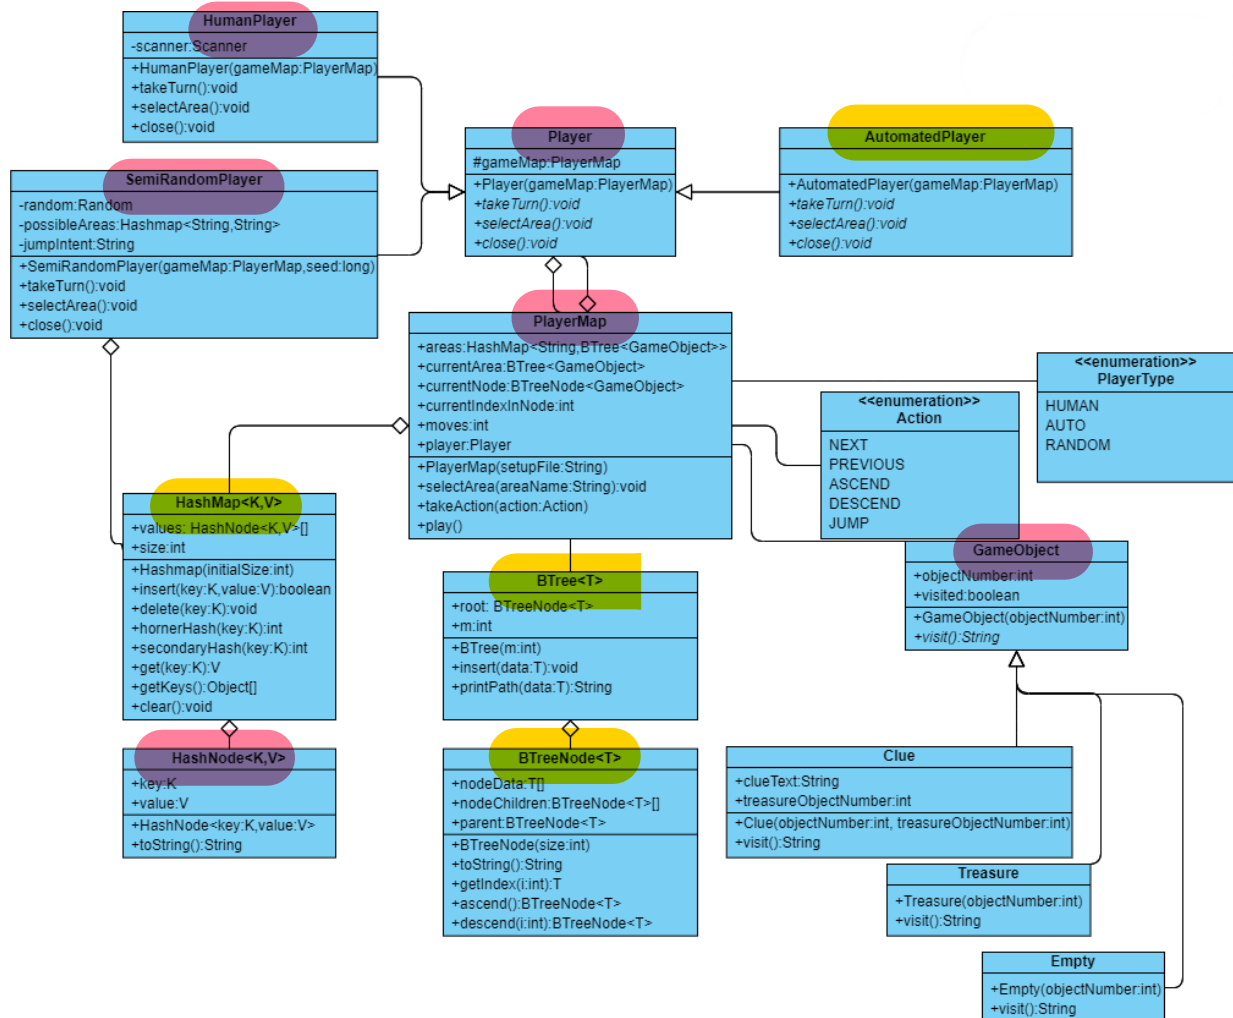 HumanPlayer
-scanner:Scanner
+HumanPlayer(gameMap:PlayerMap)
+takeTurn():void
+selectArea():void
+close():void
Player
#gameMap:PlayerMap
+Player(gameMap:PlayerMap)
+takeTurn():void
+selectArea():void
+close():void
AutomatedPlayer
+AutomatedPlayer(gameMap:PlayerMap)
+takeTurn():void
+selectArea():void
+close():void
SemiRandomPlayer
-random:Random
-possibleAreas:Hashmap<String,String>
-jumpIntent:String
+SemiRandomPlayer(gameMap:PlayerMap,seed:long)
+takeTurn():void
+selectArea():void
+close():void
PlayerMap
+areas:HashMap<String,BTree<GameObject>>
+currentArea:BTree<GameObject>
+currentNode:BTreeNode<GameObject>
+currentIndexInNode:int
+moves:int
+player:Player
+PlayerMap(setupFile:String)
+selectArea(areaName:String):void
+takeAction(action:Action)
+play()
<<enumeration>>
PlayerType
HUMAN
AUTO
RANDOM
<<enumeration>>
Action
NEXT
PREVIOUS
ASCEND
DESCEND
JUMP
HashMap<K,V>
+values: HashNode<K,V>[]
+size:int
+Hashmap(initialSize:int)
+insert(key:K,value:V):boolean
+delete(key:K):void
+hornerHash(key:K):int
+secondaryHash(key:K):int
+get(key:K):V
+getKeys():Object[]
+clear():void
BTree<T>
+root: BTreeNode<T>
+m:int
+BTree(m:int)
+insert(data:T):void
+printPath(data:T):String
GameObject
+objectNumber:int
+visited:boolean
+GameObject(objectNumber:int)
+visit():String
HashNode<K,V>
+key:K
+value:V
+HashNode<key:K,value:V>
+toString():String
BTreeNode<T>
+nodeData:T[]
+nodeChildren:BTreeNode<T>[]
+parent:BTreeNode<T>
+BTreeNode(size:int)
+toString():String
+getIndex(i:int):T
+ascend():BTreeNode<T>
+descend(i:int):BTreeNode<T>
Clue
+clueText:String
+treasureObjectNumber:int
+Clue(objectNumber:int, treasureObjectNumber:int)
+visit():String
Treasure
+Treasure(objectNumber:int)
+visit():String
Empty
+Empty(objectNumber:int)
+visit():String